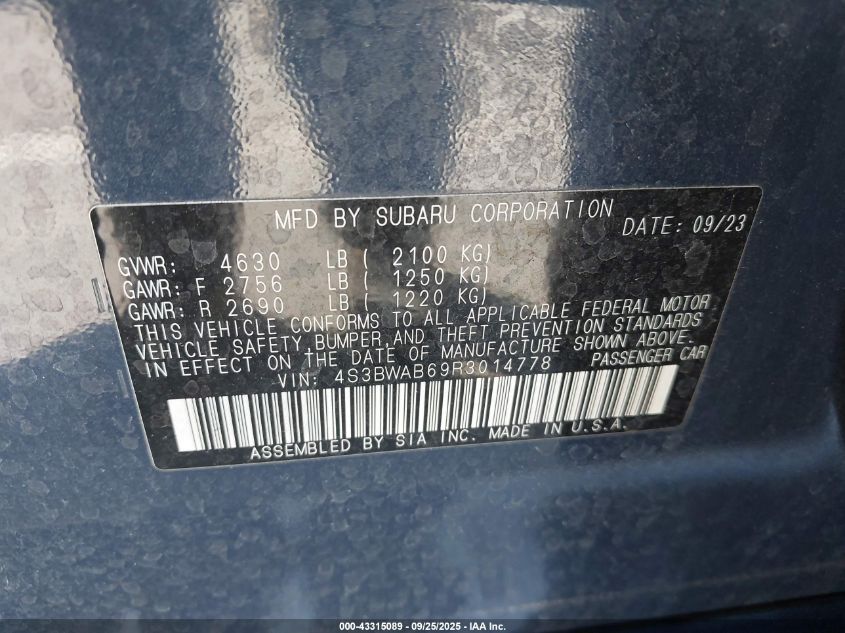 MFD BY SUBARU CORPORATION
DATE: 09/23
GVWR: 4630 LB ( 2100 KG)
GAWR: F 2756 LB ( 1250 KG)
GAWR: R 2690 LB ( 1220 KG)
THIS VEHICLE CONFORMS TO ALL APPLICABLE FEDERAL MOTOR
VEHICLE SAFETY, BUMPER, AND THEFT PREVENTION STANDARDS
IN EFFECT ON THE DATE OF MANUFACTURE SHOWN ABOVE.
VIN: 4S3BWAB69R3014778 PASSENGER CAR
ASSEMBLED BY SIA INC. MADE IN U.S.A.
000-43315089 - 09/25/2025 - IAA Inc.